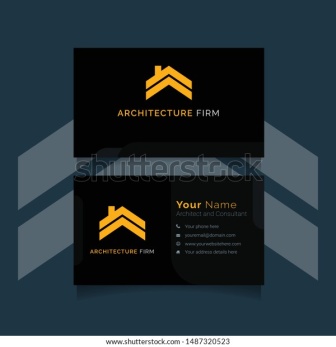 ARCHITECTURE FIRM
shutterstock
Your Name
Architect and Consultant
Your phone here
youremail@domain.com
www.yourwebsitehere.com
Your address details here
ARCHITECTURE FIRM
www.shutterstock.com · 1487320523